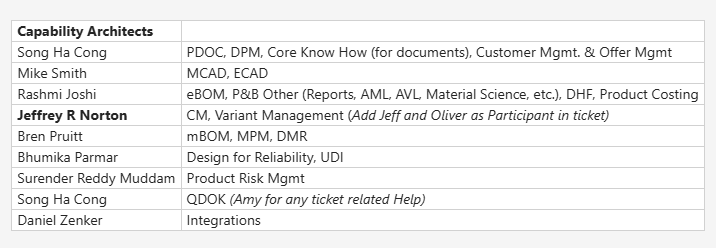 Capability Architects
Song Ha Cong PDOC, DPM, Core Know How (for documents), Customer Mgmt. & Offer Mgmt
Mike Smith MCAD, ECAD
Rashmi Joshi eBOM, P&B Other (Reports, AML, AVL, Material Science, etc.), DHF, Product Costing
Jeffrey R Norton CM, Variant Management (Add Jeff and Oliver as Participant in ticket)
Bren Pruitt mBOM, MPM, DMR
Bhumika Parmar Design for Reliability, UDI
Surender Reddy Muddam Product Risk Mgmt
Song Ha Cong QDOK (Amy for any ticket related Help)
Daniel Zenker Integrations